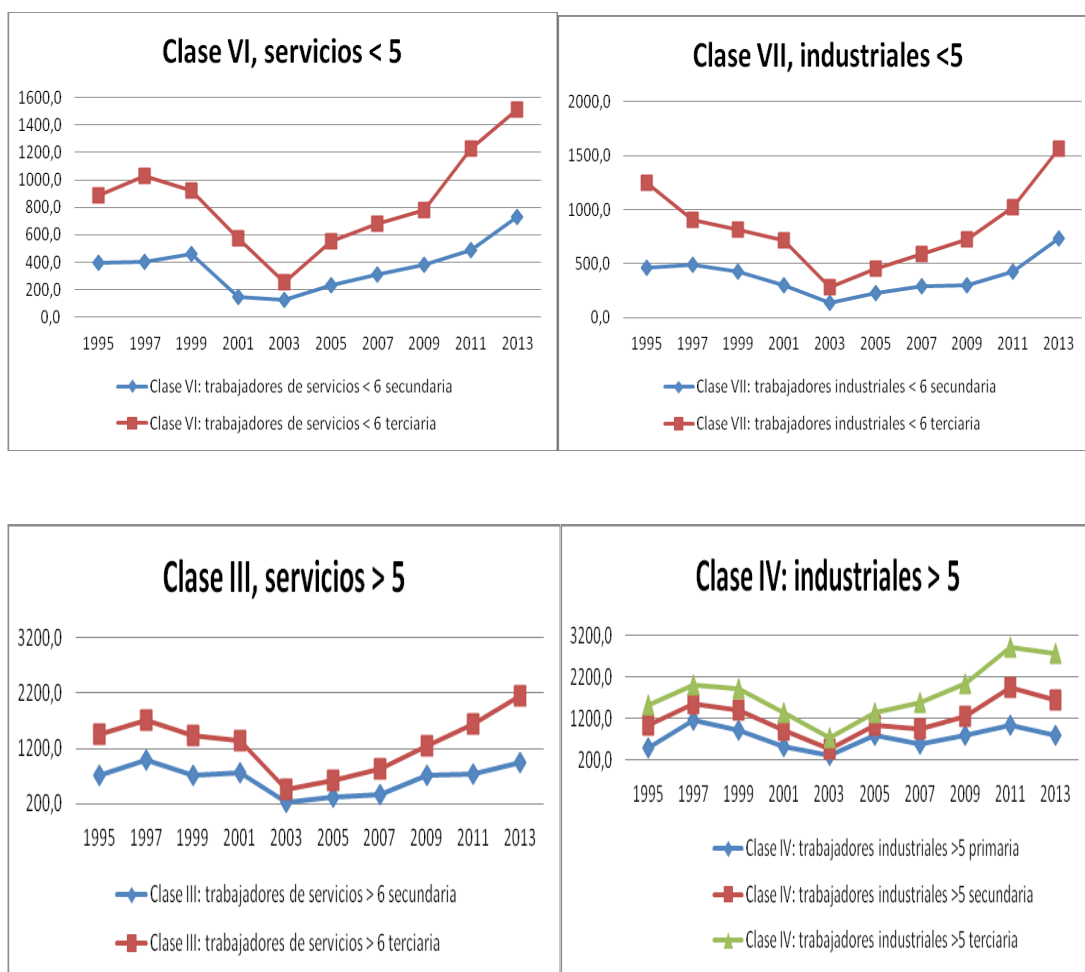 Clase VI, servicios < 5
1600,0
1400,0
1200,0
1000,0
800,0
600,0
400,0
200,0
0,0
1995 1997 1999 2001 2003 2005 2007 2009 2011 2013
Clase VI: trabajadores de servicios < 6 secundaria
Clase VI: trabajadores de servicios < 6 terciaria
Clase VII, industriales <5
2000,0
1500,0
1000,0
500,0
0,0
1995 1997 1999 2001 2003 2005 2007 2009 2011 2013
Clase VII: trabajadores industriales < 6 secundaria
Clase VII: trabajadores industriales < 6 terciaria
Clase III, servicios > 5
3200,0
2200,0
1200,0
200,0
1995 1997 1999 2001 2003 2005 2007 2009 2011 2013
Clase III: trabajadores de servicios > 6 secundaria
Clase III: trabajadores de servicios > 6 terciaria
Clase IV: industriales > 5
3200,0
2200,0
1200,0
200,0
1995 1997 1999 2001 2003 2005 2007 2009 2011 2013
Clase IV: trabajadores industriales >5 primaria
Clase IV: trabajadores industriales >5 secundaria
Clase IV: trabajadores industriales >5 terciaria